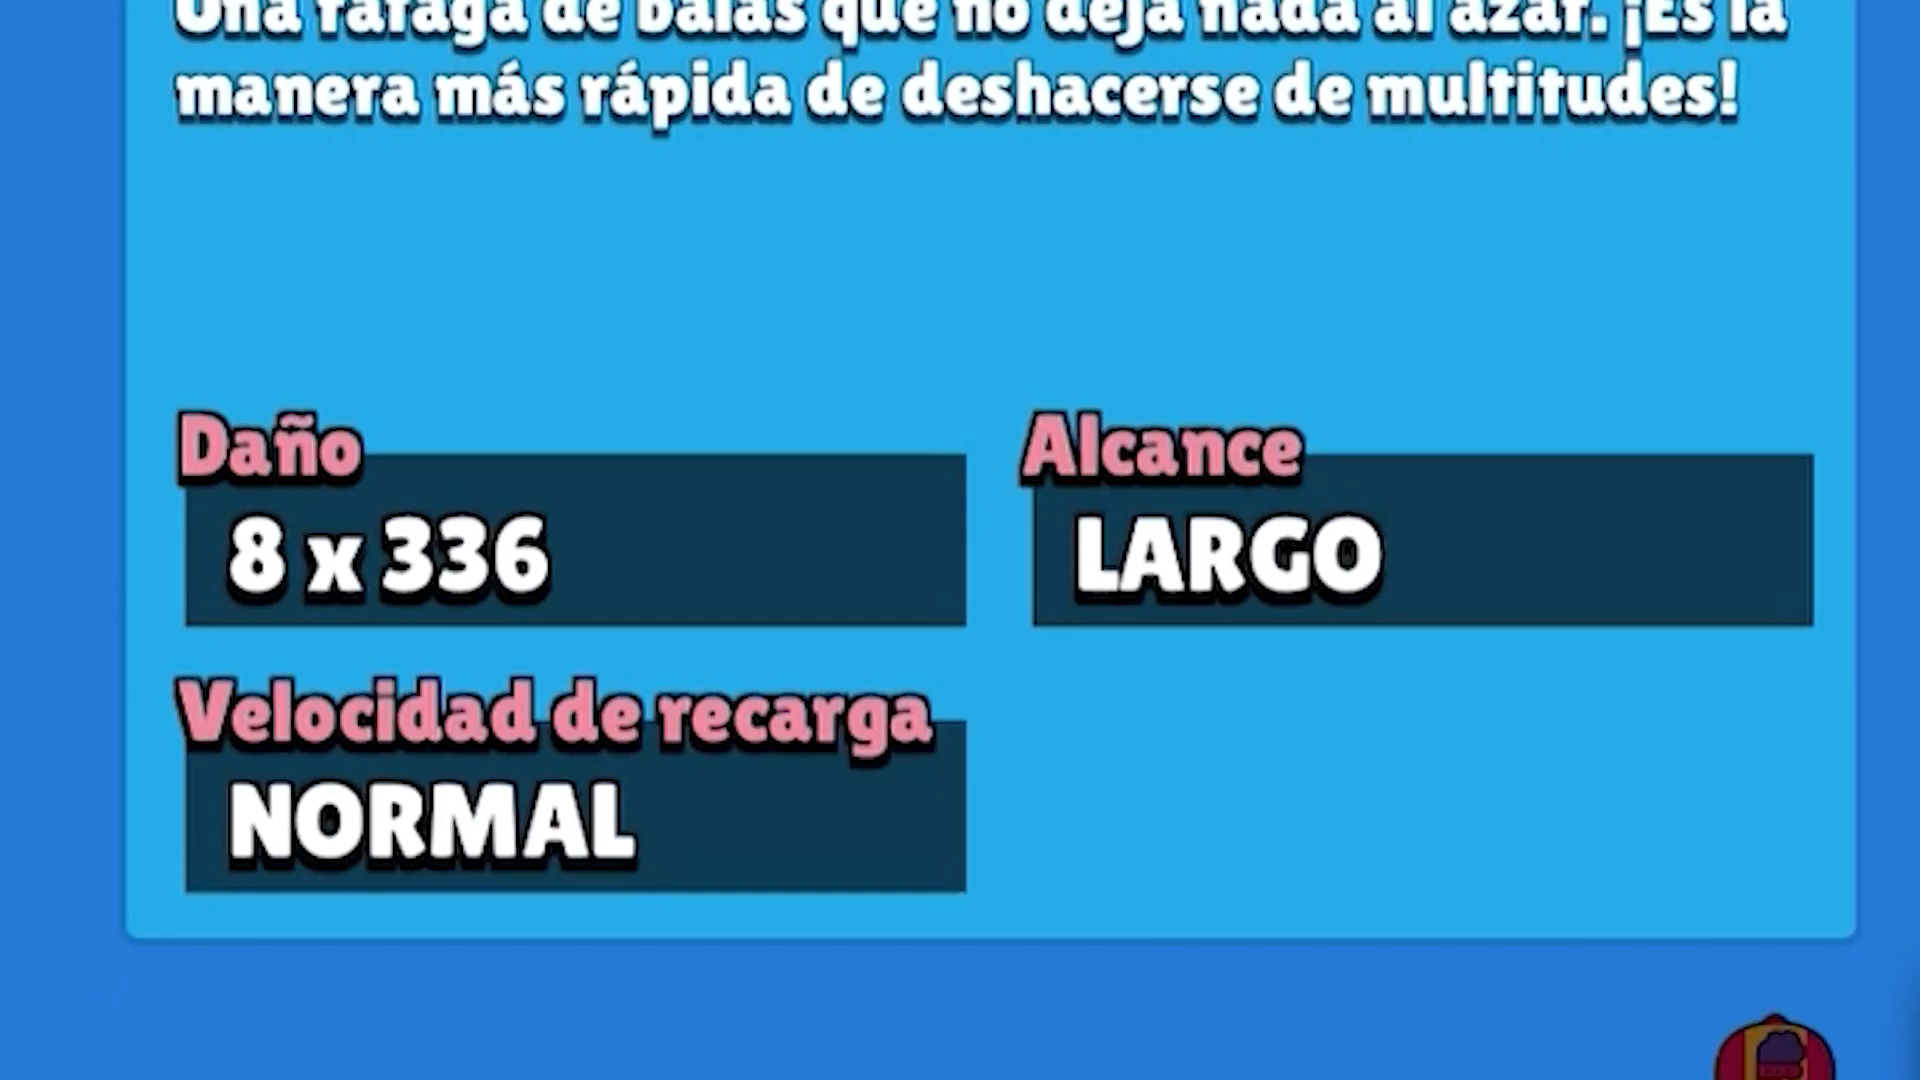 Una ráfaga de balas que no deja nada al azar. ¡Es la
manera más rápida de deshacerse de multitudes!
Daño
8 x 336
Alcance
LARGO
Velocidad de recarga
NORMAL